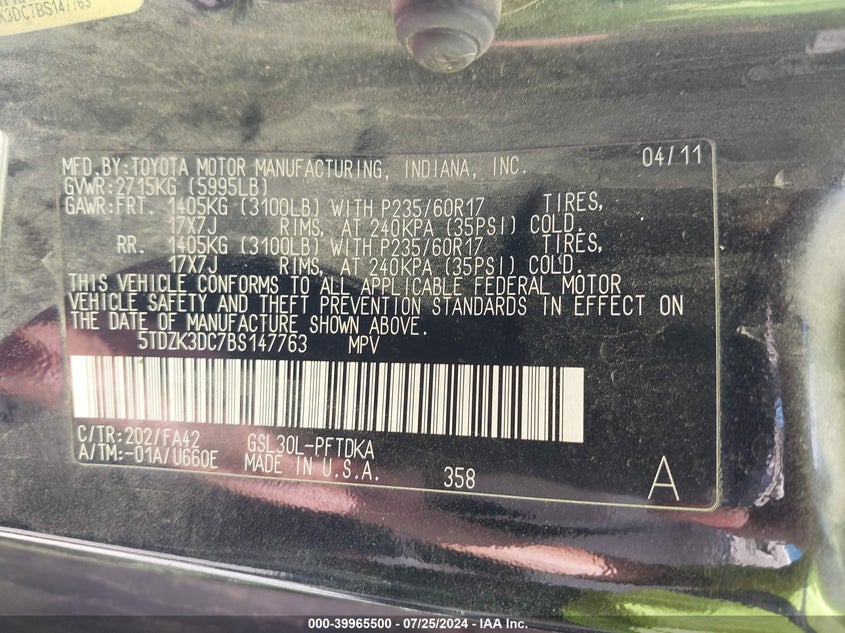 K3DC7BS147763
MFD.BY:TOYOTA MOTOR MANUFACTURING, INDIANA, INC. 04/11
GVWR:2715KG (5995LB)
GAWR:FRT. 1405KG (3100LB) WITH P235/60R17 TIRES,
17X7J RIMS, AT 240KPA (35PSI) COLD.
RR. 1405KG (3100LB) WITH P235/60R17 TIRES,
17X7J RIMS, AT 240KPA (35PSI) COLD.
THIS VEHICLE CONFORMS TO ALL APPLICABLE FEDERAL MOTOR
VEHICLE SAFETY AND THEFT PREVENTION STANDARDS IN EFFECT ON
THE DATE OF MANUFACTURE SHOWN ABOVE.
5TDZK3DC7BS147763 MPV
C/TR:202/FA42 GSL30L-PFTDKA
A/TM:-01A/U660E MADE IN U.S.A. 358 A
000-39965500 - 07/25/2024 - IAA Inc.